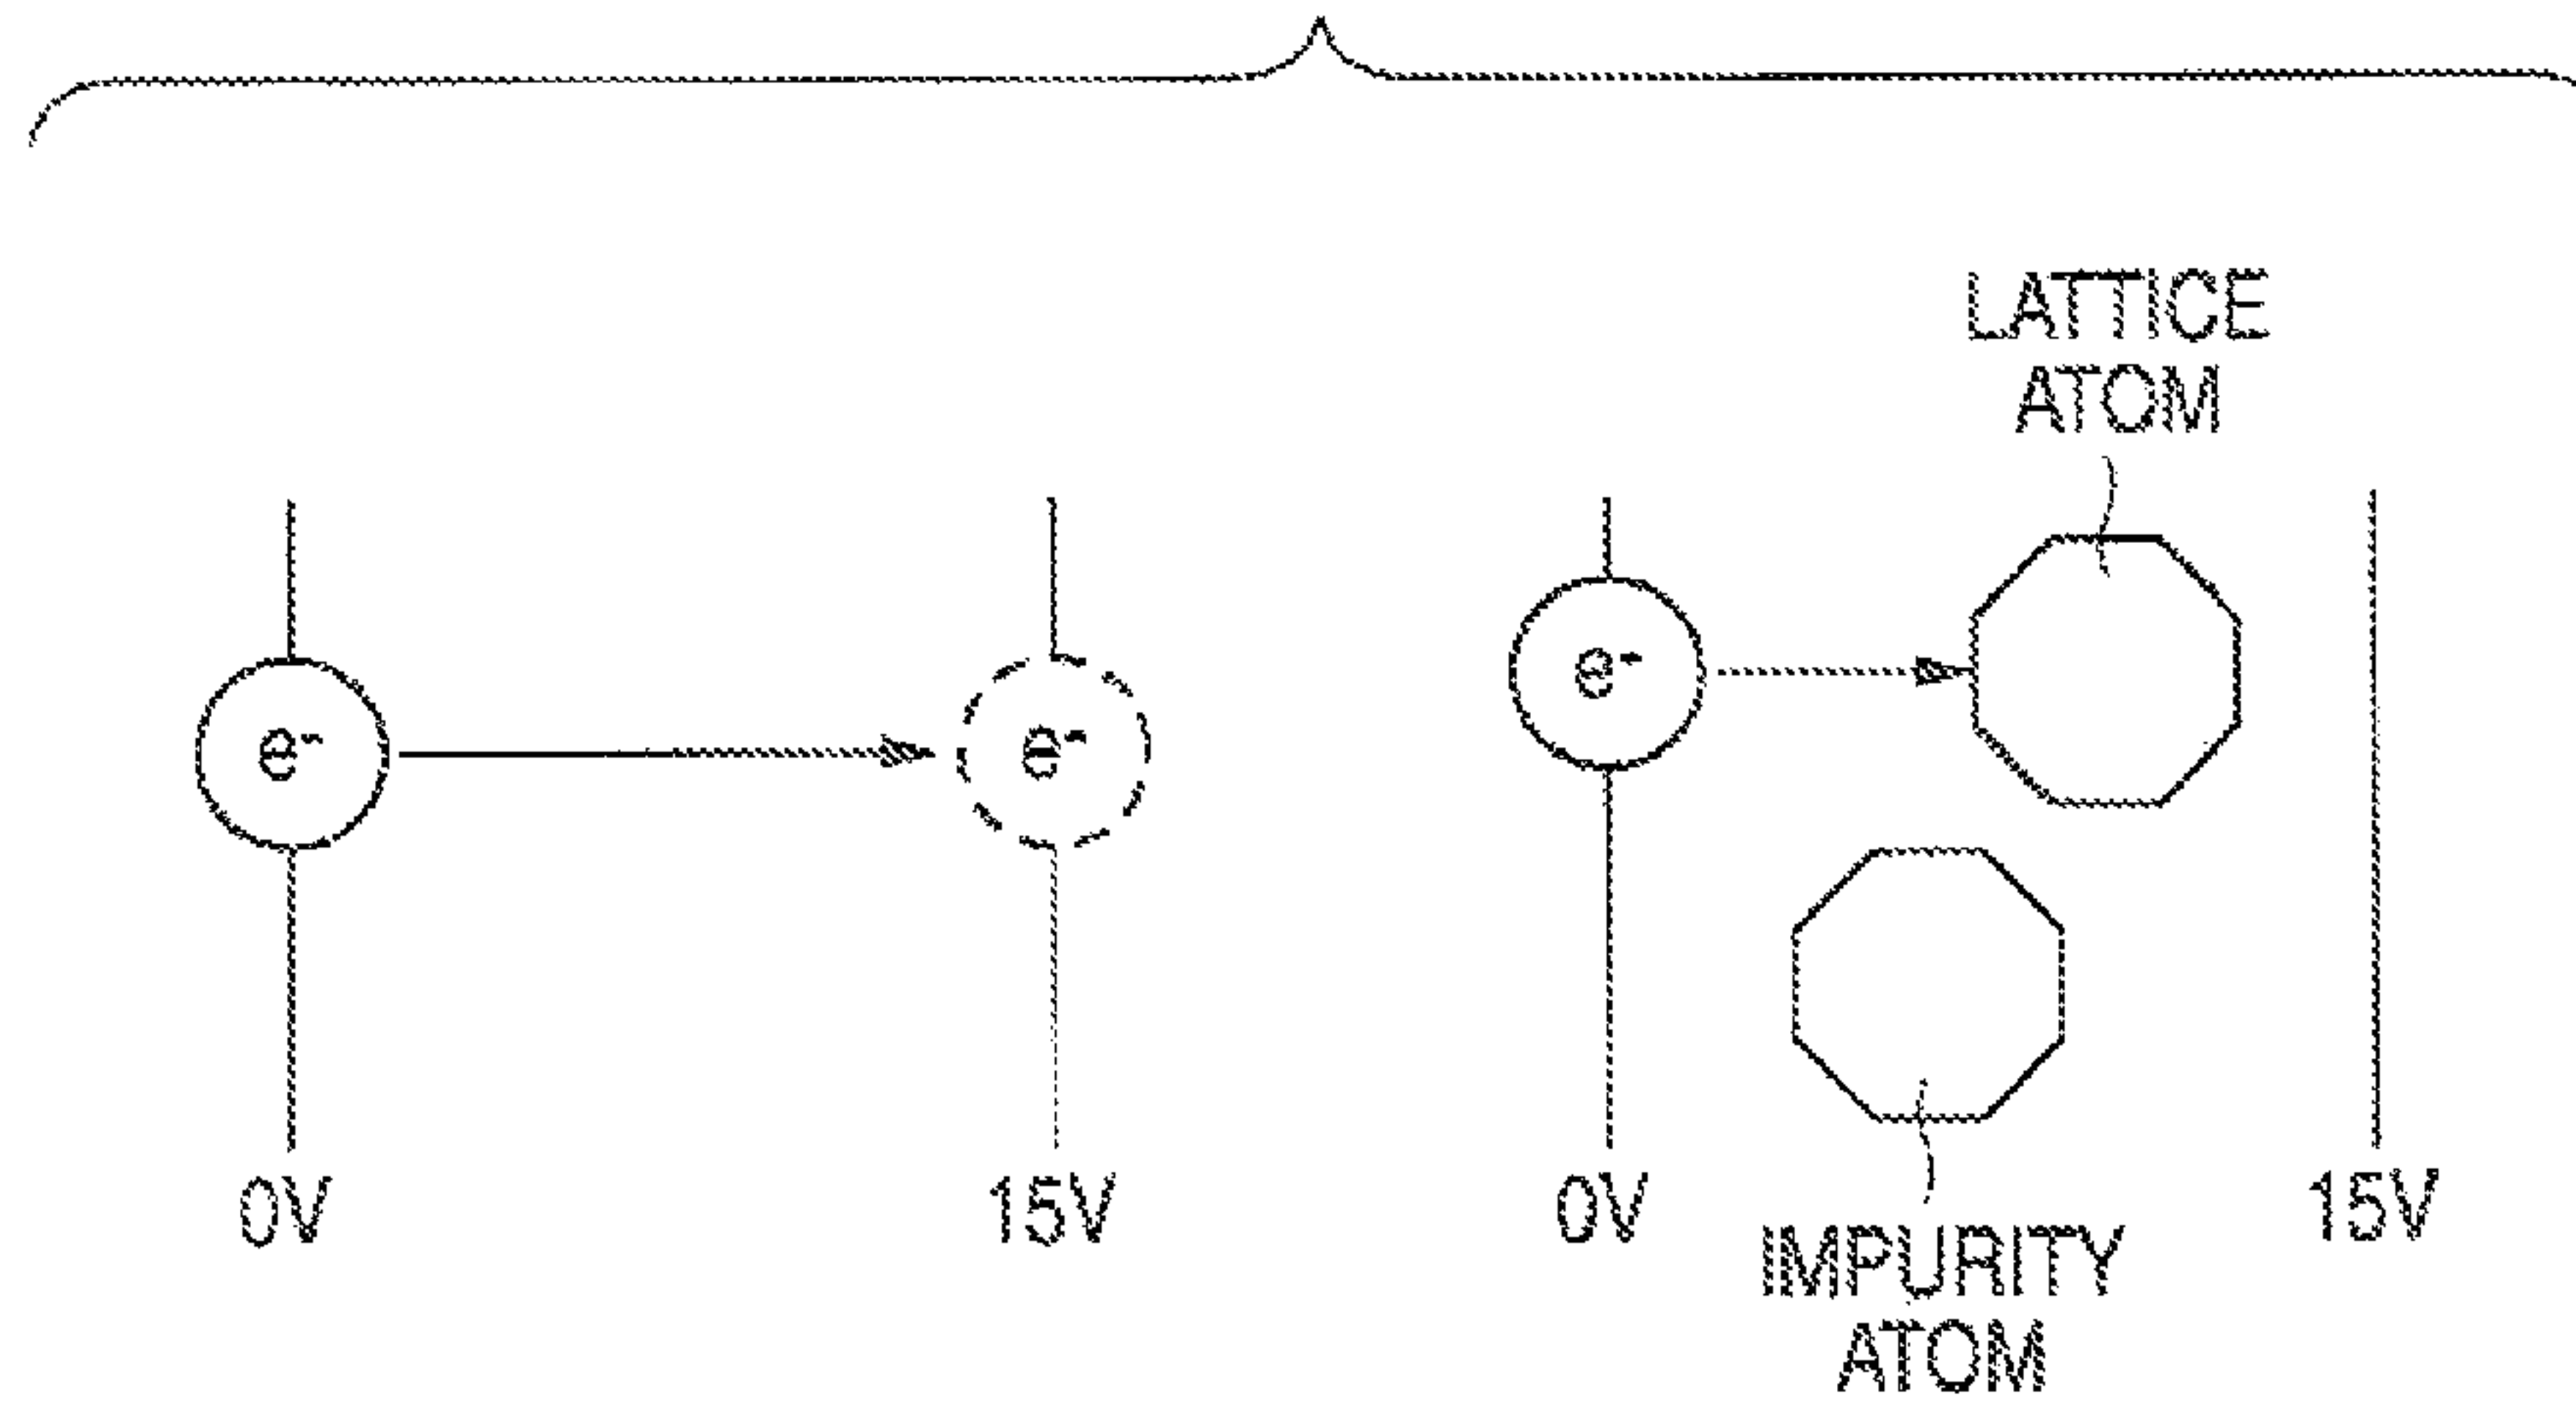 LATTICE
ATOM
e-
e-
e-
0V
15V
0V
15V
IMPURITY
ATOM